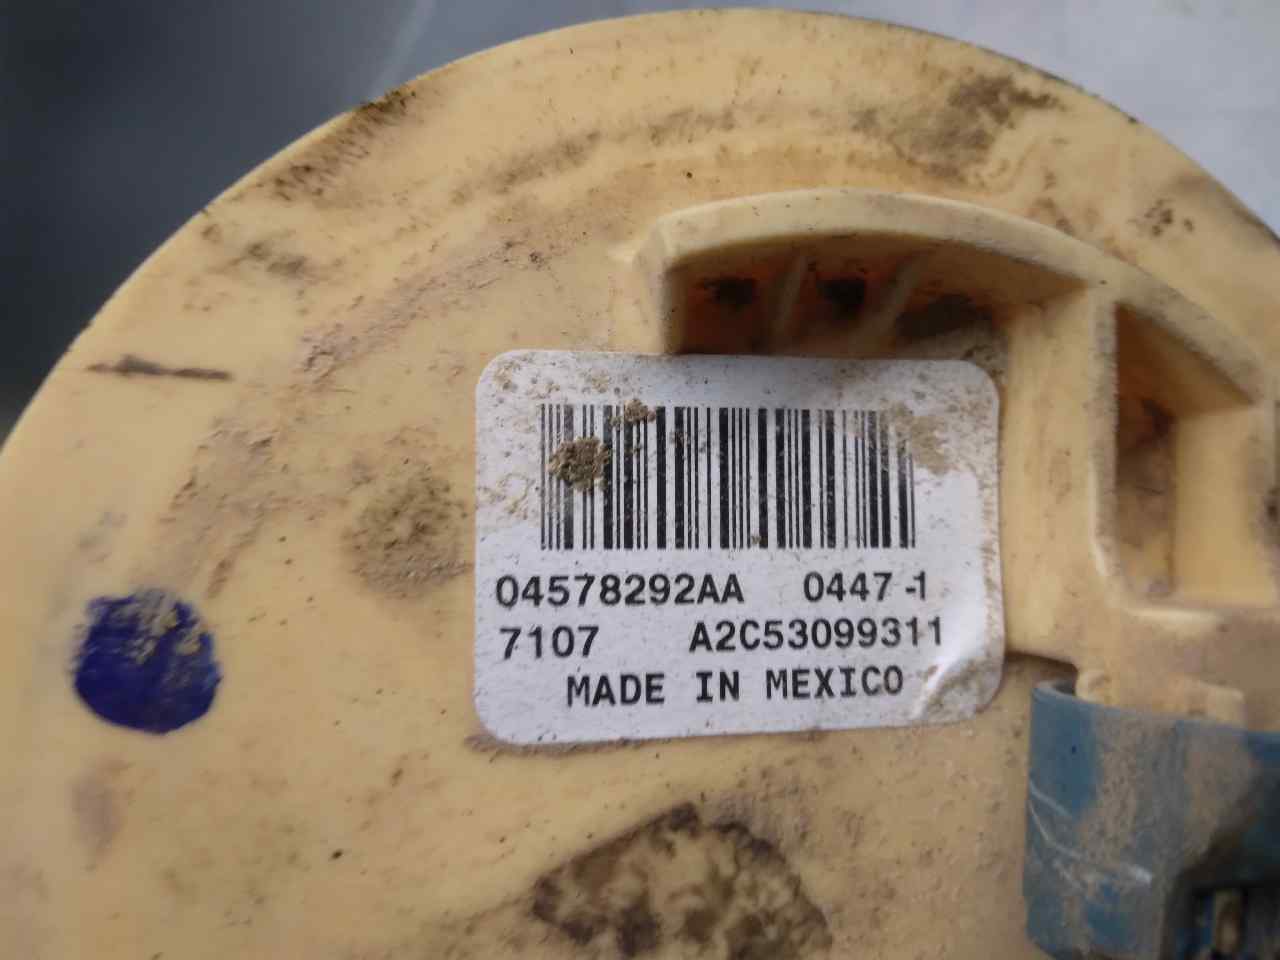 04578292AA 0447-1
7107 A2C53099311
MADE IN MEXICO